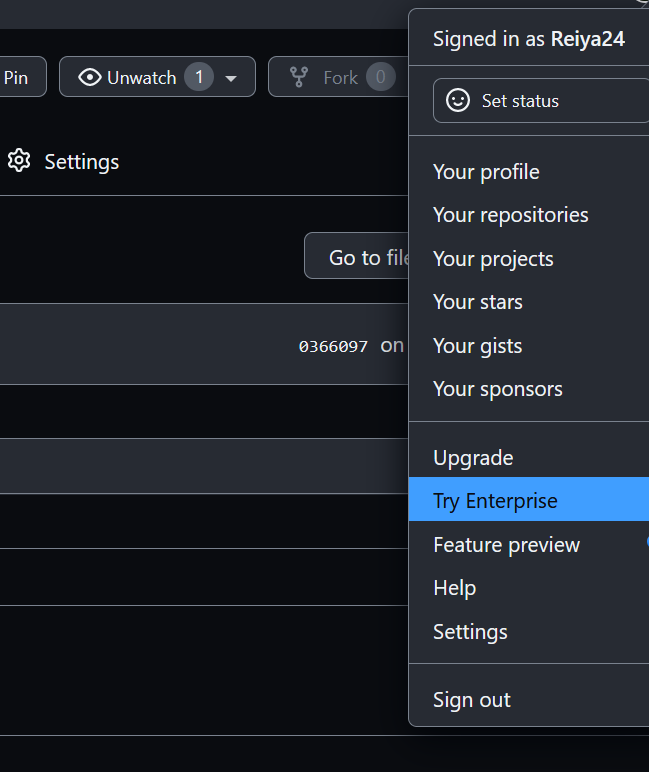 Pin
Unwatch 1
Fork 0
Settings
Go to file
0366097 on
Signed in as Reiya24
Set status
Your profile
Your repositories
Your projects
Your stars
Your gists
Your sponsors
Upgrade
Try Enterprise
Feature preview
Help
Settings
Sign out